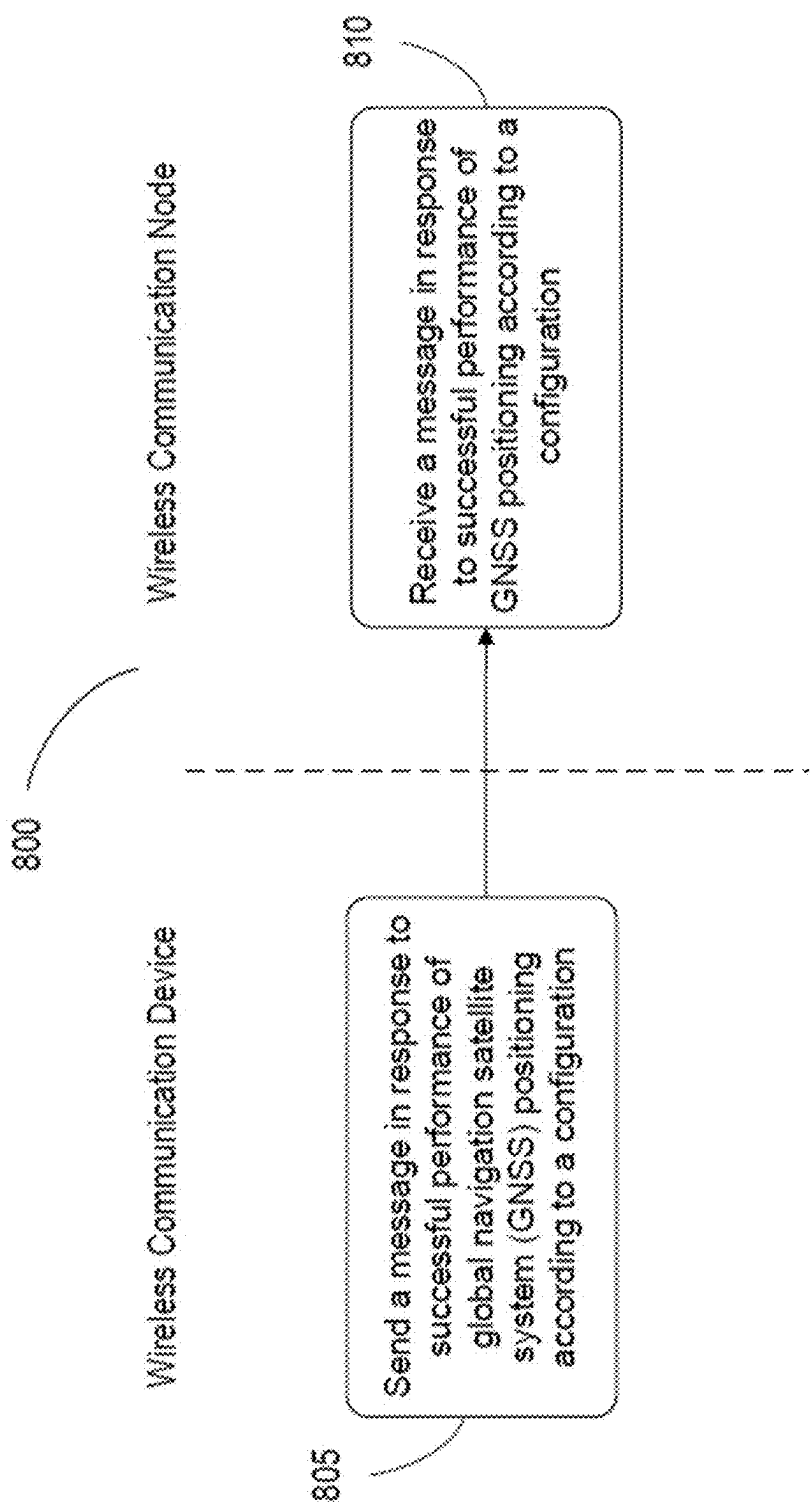 800
Wireless Communication Device
Wireless Communication Node
805
Send a message in response to
successful performance of
global navigation satellite
system (GNSS) positioning
according to a configuration
810
Receive a message in response
to successful performance of
GNSS positioning according to a
configuration